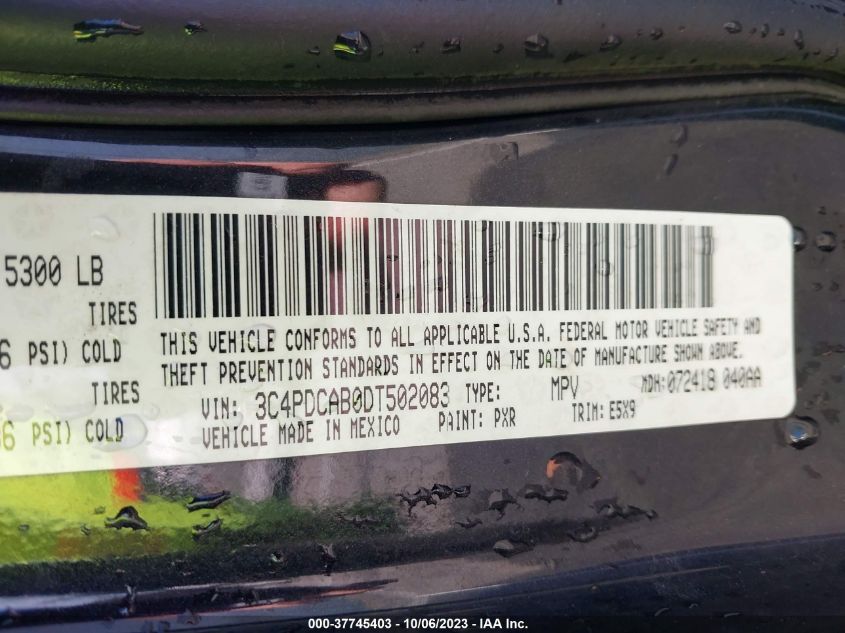 5300 LB
TIRES
PSI) COLD
TIRES
PSI) COLD
THIS VEHICLE CONFORMS TO ALL APPLICABLE U.S.A. FEDERAL MOTOR VEHICLE SAFETY AND
THEFT PREVENTION STANDARDS IN EFFECT ON THE DATE OF MANUFACTURE SHOWN ABOVE.
VIN: 3C4PDCAB0DT502083 TYPE: MPV MDH:072418 040AA
VEHICLE MADE IN MEXICO PAINT: PXR TRIM: E5X9
000-37745403 - 10/06/2023 - IAA Inc.